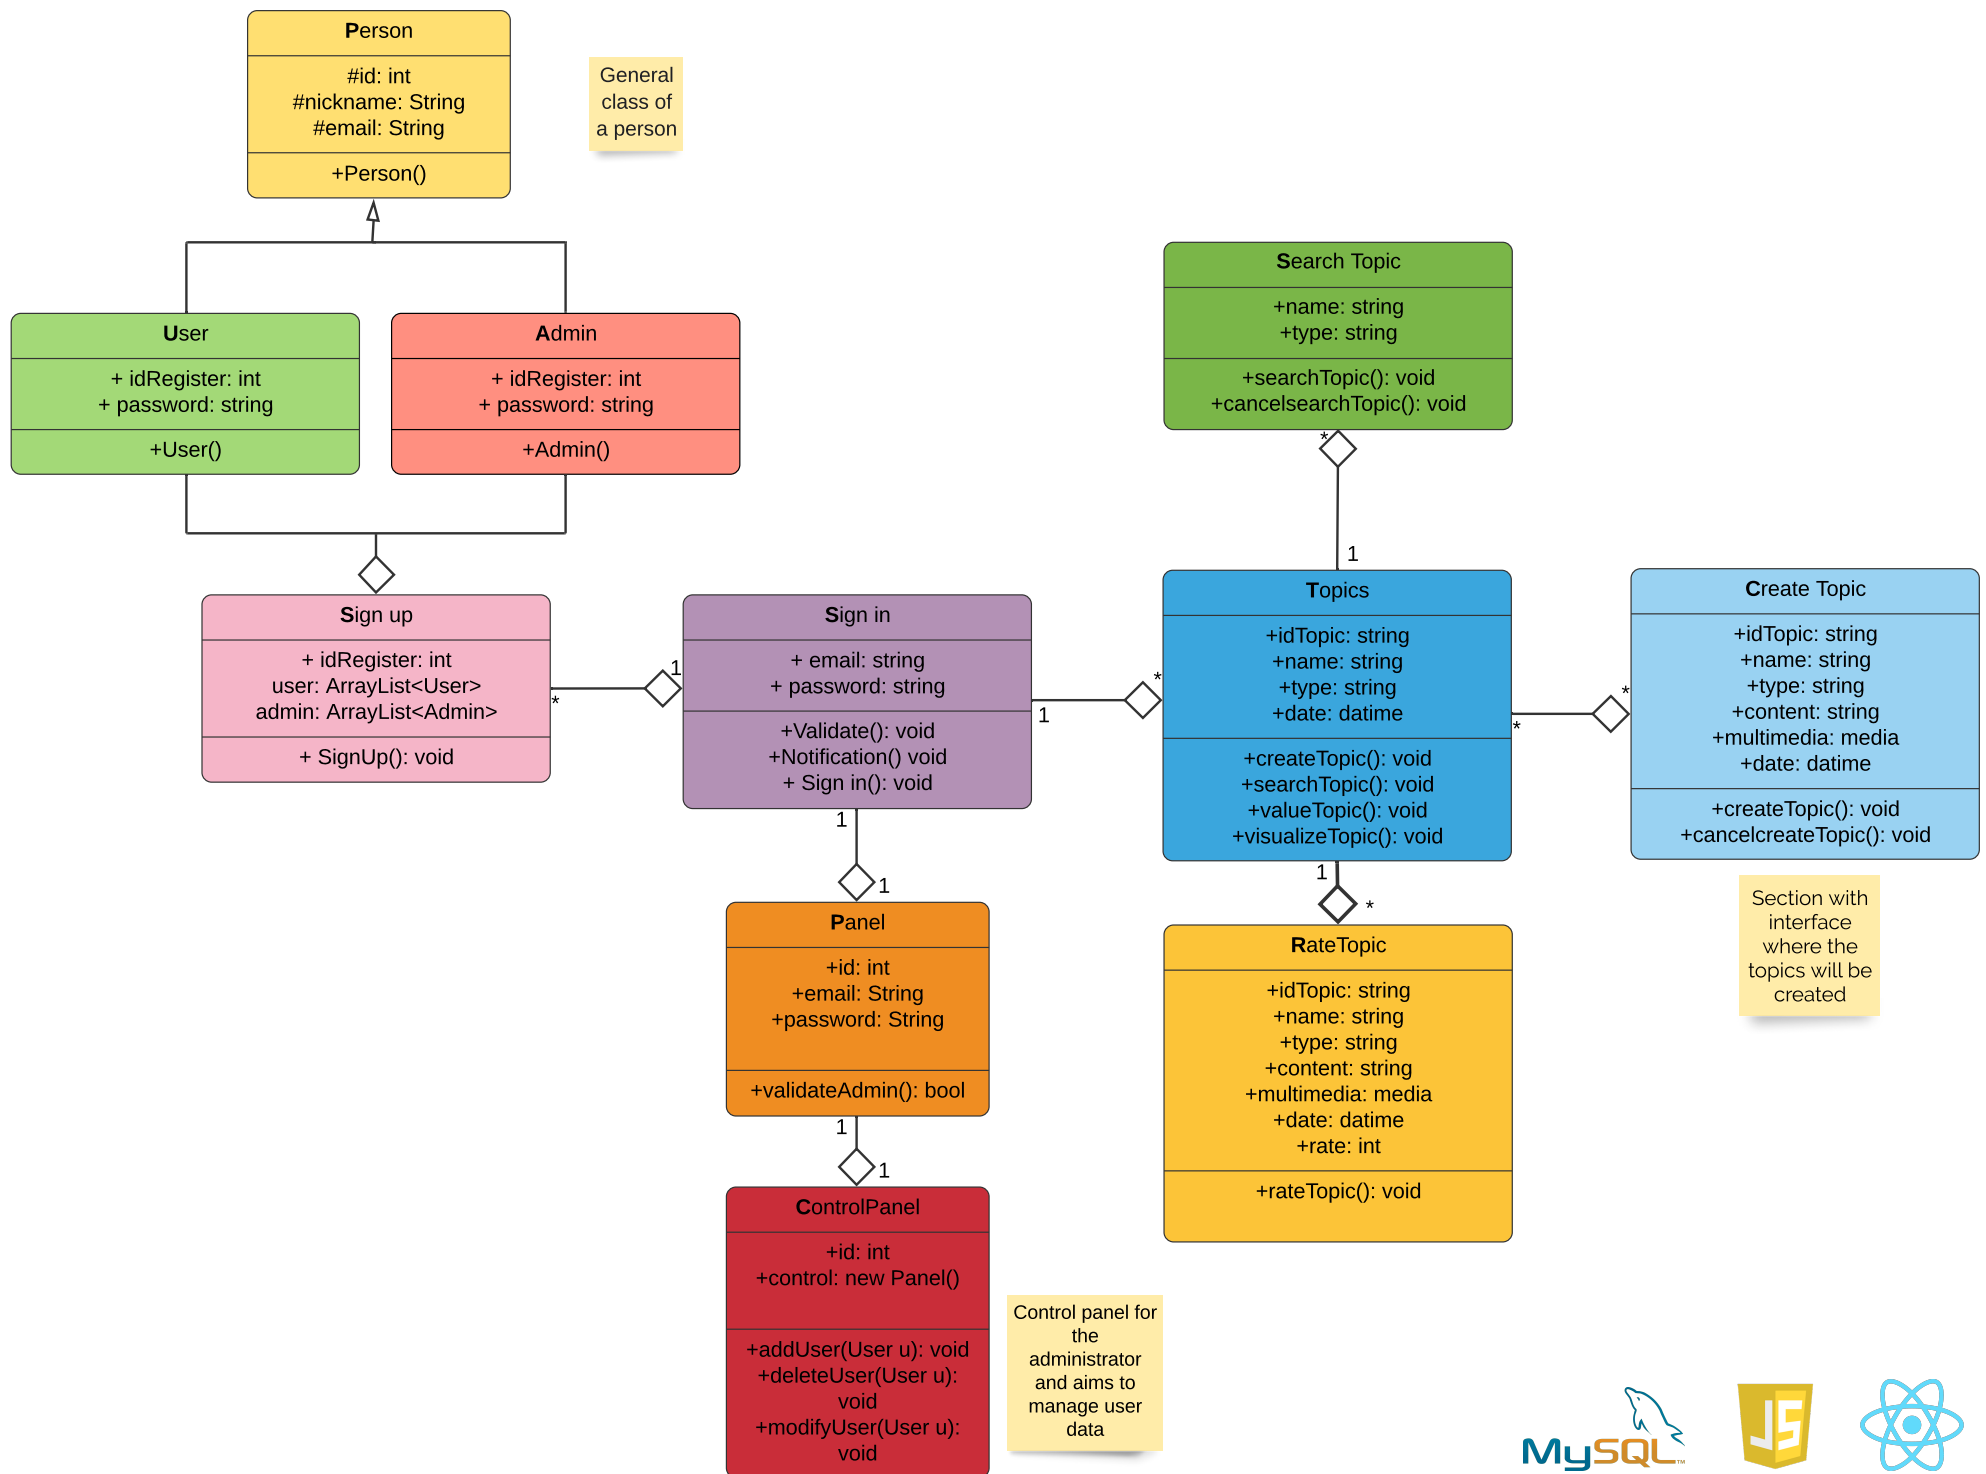 Person
#id: int
#nickname: String
#email: String
+Person()
General
class of
a person
User
+ idRegister: int
+ password: string
+User()
Admin
+ idRegister: int
+ password: string
+Admin()
Search Topic
+name: string
+type: string
+searchTopic(): void
+cancelsearchTopic(): void
*
1
Sign up
+ idRegister: int
user: ArrayList<User>
admin: ArrayList<Admin>
+ SignUp(): void
*
1
Sign in
+ email: string
+ password: string
+Validate(): void
+Notification() void
+ Sign in(): void
1
*
Topics
+idTopic: string
+name: string
+type: string
+date: datime
+createTopic(): void
+searchTopic(): void
+valueTopic(): void
+visualizeTopic(): void
*
*
Create Topic
+idTopic: string
+name: string
+type: string
+content: string
+multimedia: media
+date: datime
+createTopic(): void
+cancelcreateTopic(): void
Section with
interface
where the
topics will be
created
1
1
Panel
+id: int
+email: String
+password: String
+validateAdmin(): bool
1
*
RateTopic
+idTopic: string
+name: string
+type: string
+content: string
+multimedia: media
+date: datime
+rate: int
+rateTopic(): void
1
1
ControlPanel
+id: int
+control: new Panel()
+addUser(User u): void
+deleteUser(User u):
void
+modifyUser(User u):
void
Control panel for
the
administrator
and aims to
manage user
data
MySQL™
JS